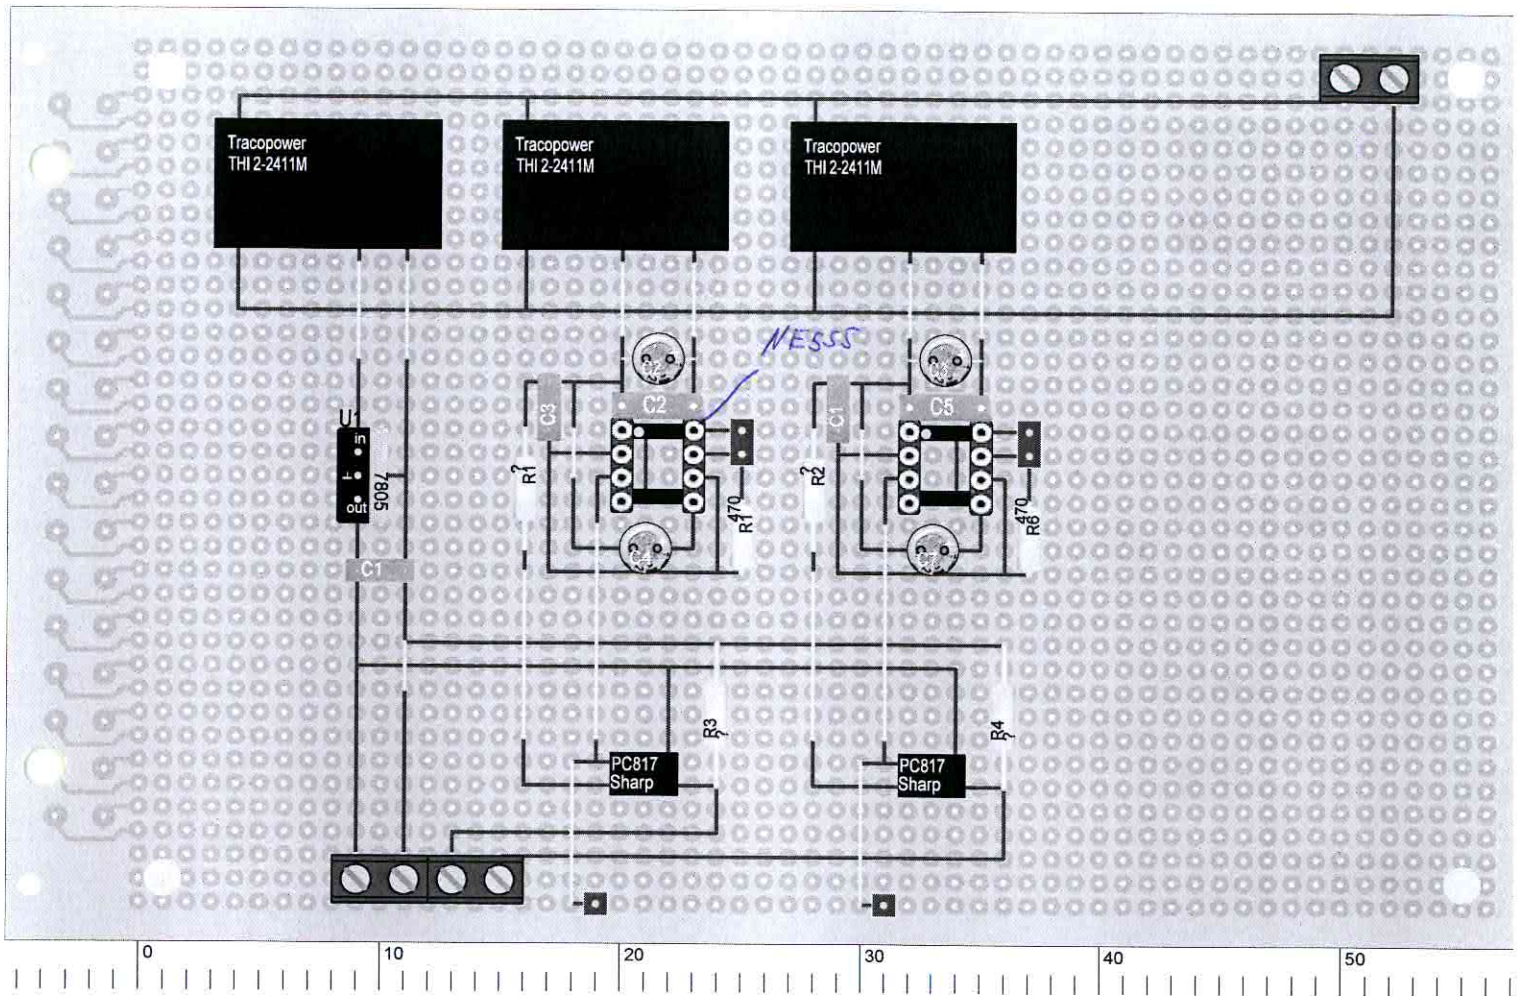 Tracopower
THI 2-2411M
Tracopower
THI 2-2411M
Tracopower
THI 2-2411M
NE555
U1
in
7805
out
C1
C3
C2
R1
?
470
R1
C1
C5
R2
?
470
R6
R3
?
R4
?
PC817
Sharp
PC817
Sharp
0
10
20
30
40
50